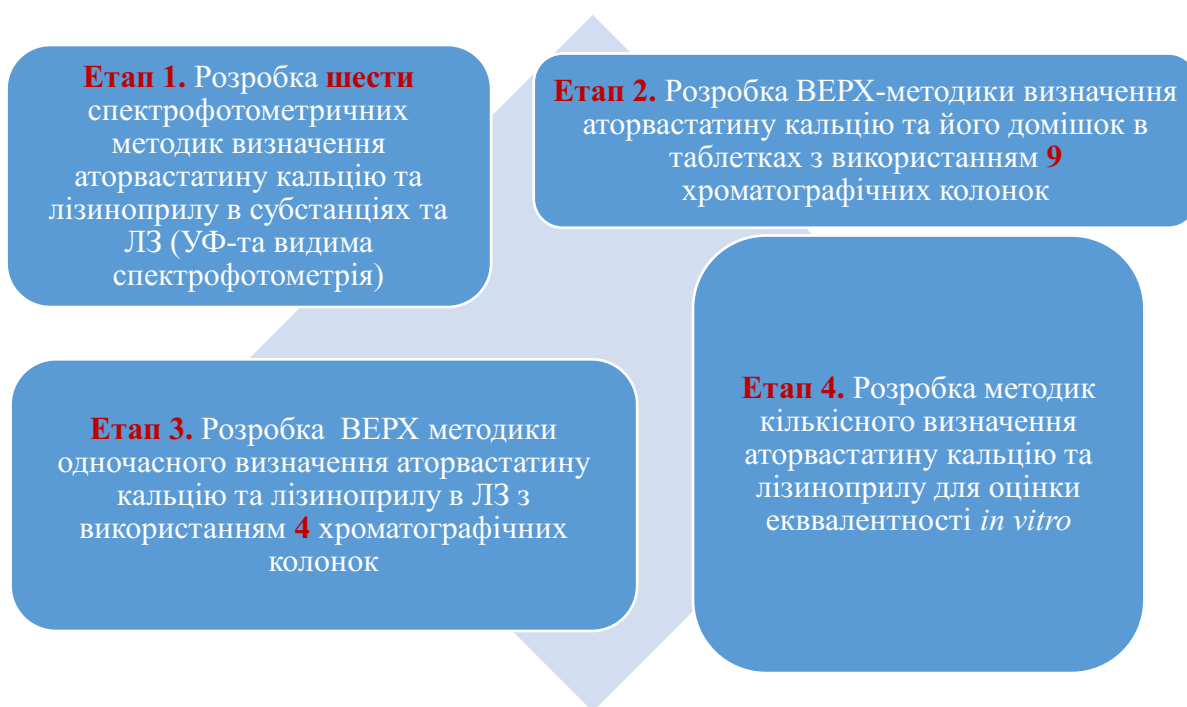 Етап 1. Розробка шести
спектрофотометричних
методик визначення
аторвастатину кальцію та
лізиноприлу в субстанціях та
ЛЗ (УФ-та видима
спектрофотометрія)
Етап 2. Розробка ВЕРХ-методики визначення
аторвастатину кальцію та його домішок в
таблетках з використанням 9
хроматографічних колонок
Етап 3. Розробка  ВЕРХ методики
одночасного визначення аторвастатину
кальцію та лізиноприлу в ЛЗ з
використанням 4 хроматографічних
колонок
Етап 4. Розробка методик
кількісного визначення
аторвастатину кальцію та
лізиноприлу для оцінки
екввалентності in vitro